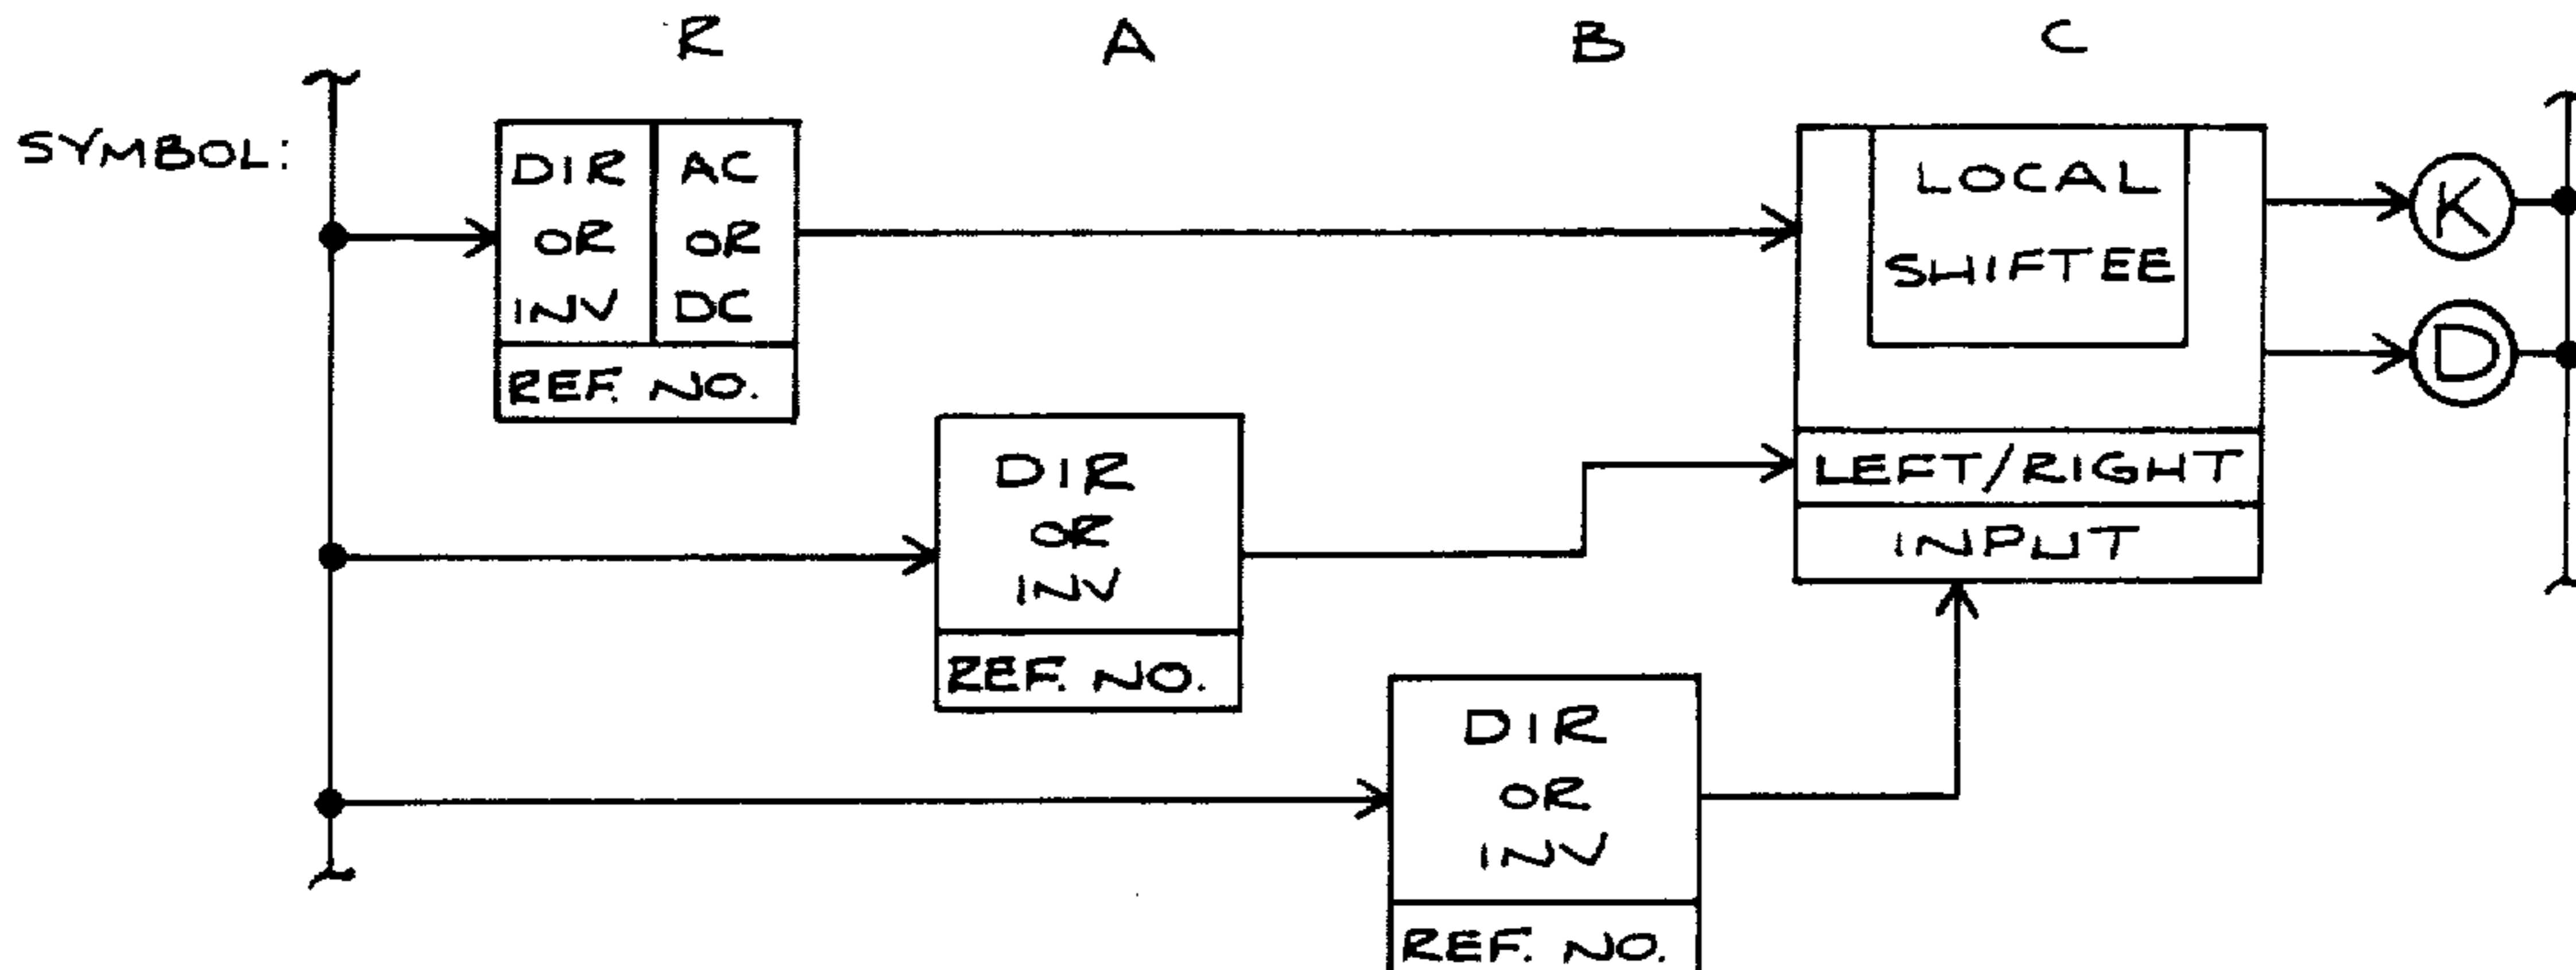 R A B C
SYMBOL:
DIR
OR
INV
AC
OR
DC
REF. NO.
LOCAL
SHIFTEE
K
D
LEFT/RIGHT
INPUT
DIR
OR
INV
REF. NO.
DIR
OR
INV
REF. NO.